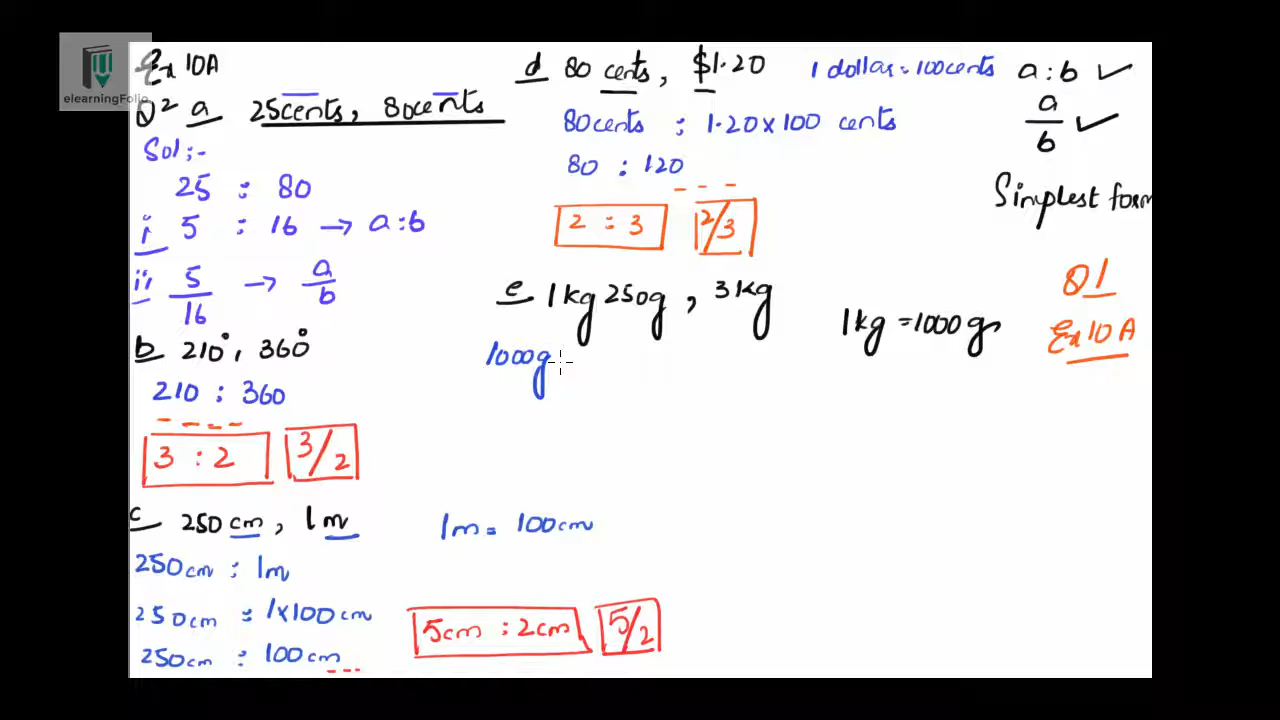 elearningFolio
Ex 10A
Q2 a 25cents, 80cents
Sol:-
25 : 80
i 5 : 16 → a:b
ii 5/16 → a/b
b 210°, 360°
210 : 360
3 : 2 3/2
c 250cm, 1m 1m = 100cm
250cm : 1m
250cm : 1x100cm
250cm : 100cm
5cm : 2cm 5/2
d 80 cents, $1.20 1 dollar = 100cents
80cents : 1.20x100 cents
80 : 120
2 : 3 2/3
e 1kg 250g, 3kg 1kg = 1000g
1000g
a:b ✓
a/b ✓
Simplest form
Q1
Ex 10A